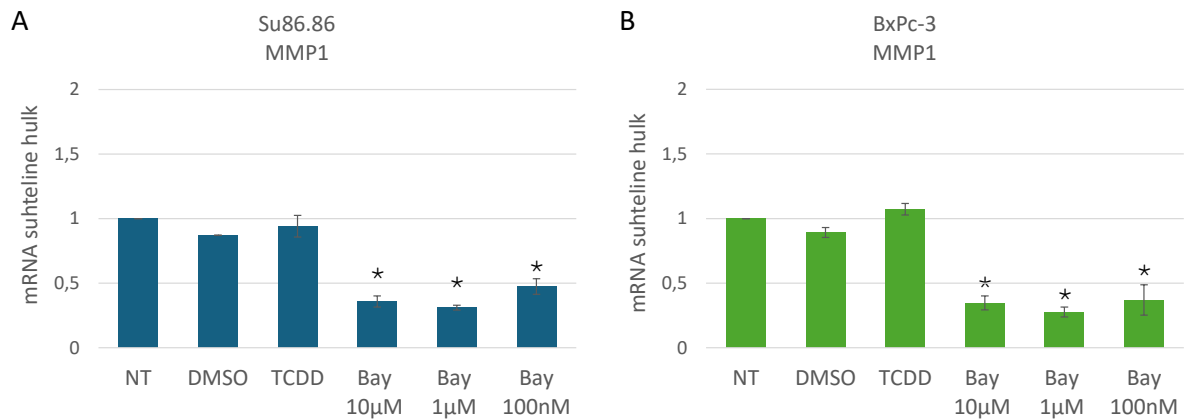 A
Su86.86
MMP1
mRNA suhteline hulk
2
1,5
1
0,5
0
*
*
*
NT
DMSO
TCDD
Bay
10µM
Bay
1µM
Bay
100nM
B
BxPc-3
MMP1
mRNA suhteline hulk
2
1,5
1
0,5
0
*
*
*
NT
DMSO
TCDD
Bay
10µM
Bay
1µM
Bay
100nM